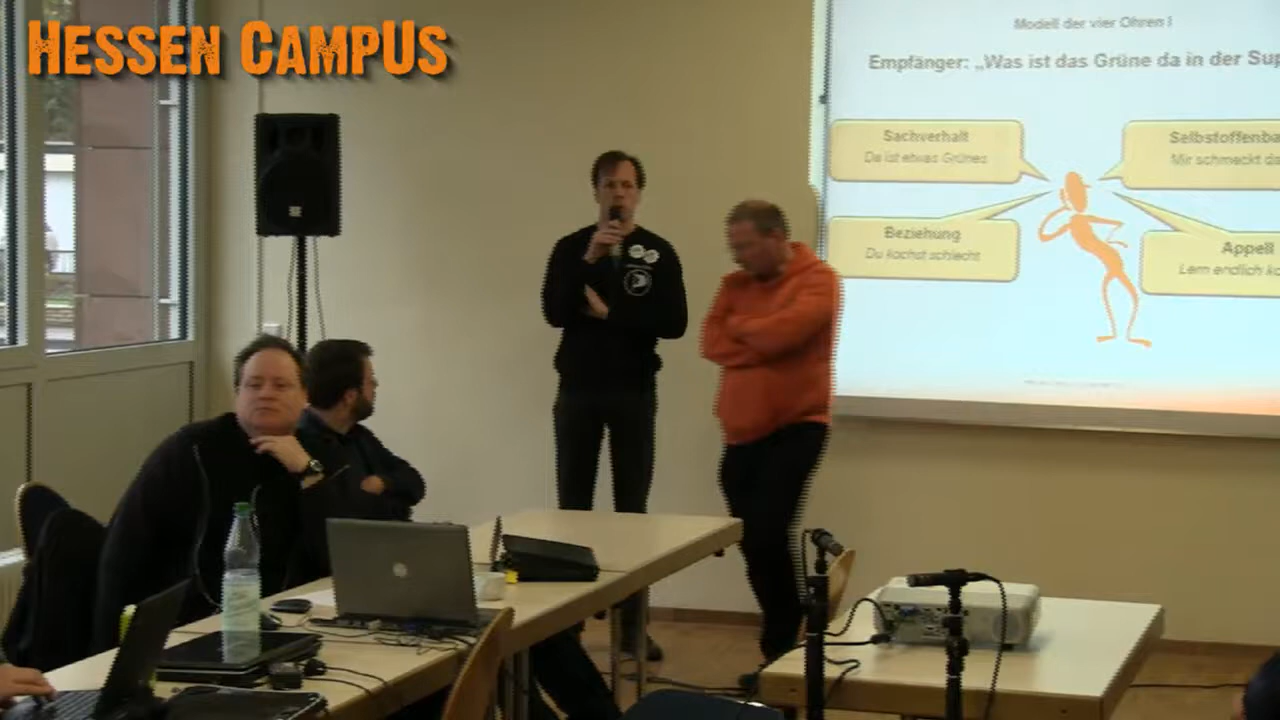 HESSEN CAMPUS
Modell der vier Ohren I
Empfänger: „Was ist das Grüne da in der Sup
Sachverhalt
Da ist etwas Grünes
Selbstoffenba
Mir schmeckt da
Beziehung
Du kochst schlecht
Appell
Lern endlich ko